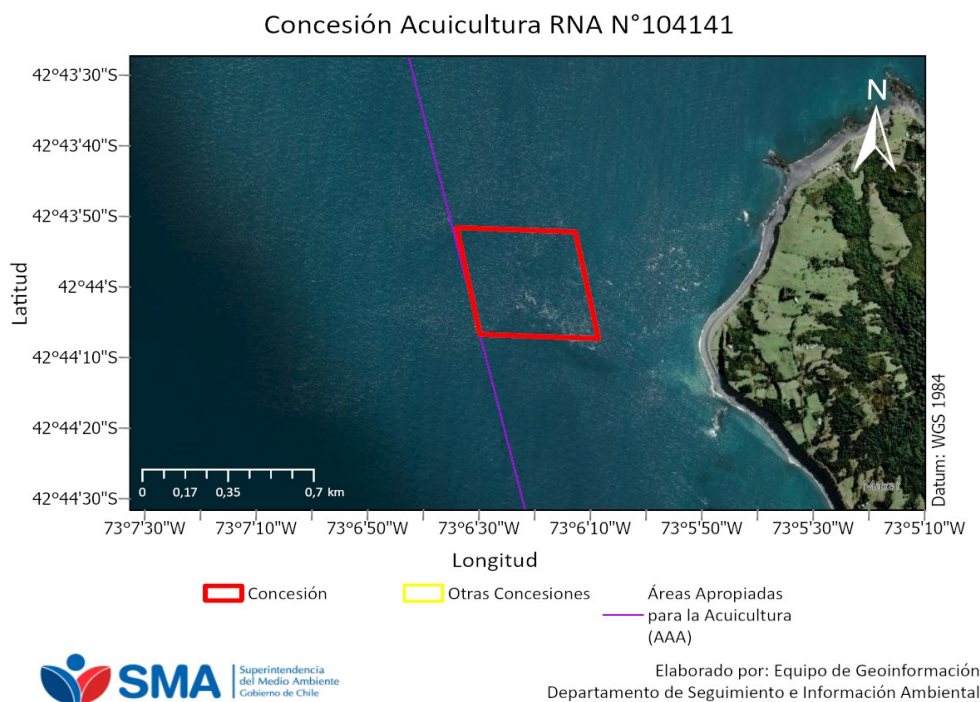 Concesión Acuicultura RNA N°104141
42°43'30"S
42°43'40"S
42°43'50"S
42°44'S
42°44'10"S
42°44'20"S
42°44'30"S
Latitud
N
Datum: WGS 1984
Maxar
0 0,17 0,35 0,7 km
73°7'30"W 73°7'10"W 73°6'50"W 73°6'30"W 73°6'10"W 73°5'50"W 73°5'30"W 73°5'10"W
Longitud
Concesión
Otras Concesiones
Áreas Apropiadas
para la Acuicultura
(AAA)
SMA
Superintendencia
del Medio Ambiente
Gobierno de Chile
Elaborado por: Equipo de Geoinformación
Departamento de Seguimiento e Información Ambiental